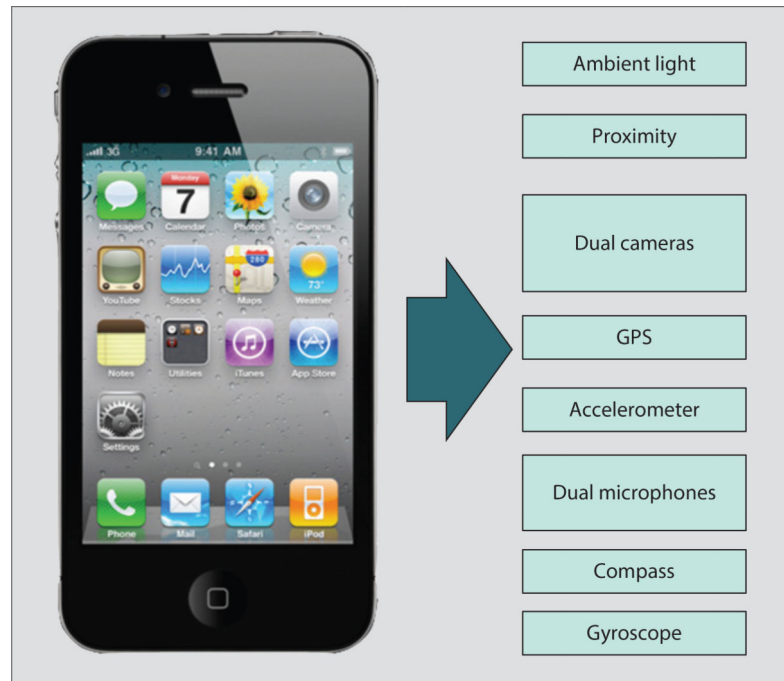 3G 9:41 AM
Monday
7
Messages Calendar Photos Camera
280
73°
YouTube Stocks Maps Weather
Notes Utilities iTunes App Store
Settings
Phone Mail Safari iPod
Ambient light
Proximity
Dual cameras
GPS
Accelerometer
Dual microphones
Compass
Gyroscope